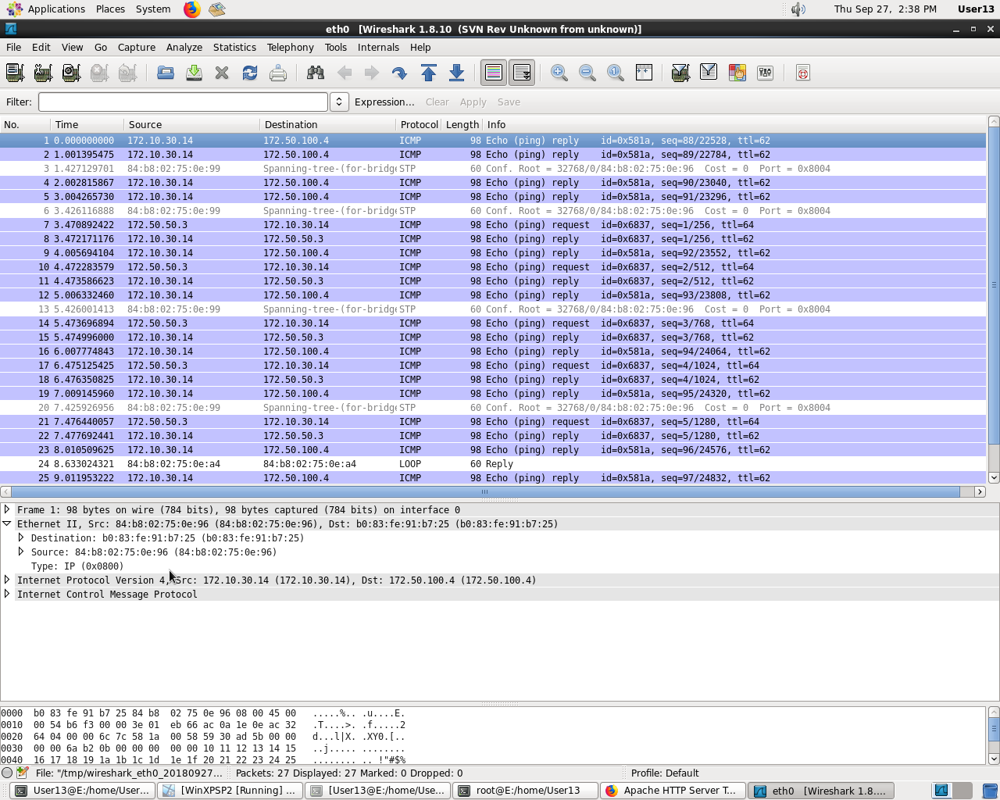 Applications Places System Thu Sep 27, 2:38 PM User13
eth0 [Wireshark 1.8.10 (SVN Rev Unknown from unknown)]
File Edit View Go Capture Analyze Statistics Telephony Tools Internals Help
Filter: Expression... Clear Apply Save
No. Time Source Destination Protocol Length Info
1 0.000000000 172.10.30.14 172.50.100.4 ICMP 98 Echo (ping) reply id=0x581a, seq=88/22528, ttl=62
2 1.001395475 172.10.30.14 172.50.100.4 ICMP 98 Echo (ping) reply id=0x581a, seq=89/22784, ttl=62
3 1.427129701 84:b8:02:75:0e:99 Spanning-tree-(for-bridge STP 60 Conf. Root = 32768/0/84:b8:02:75:0e:96 Cost = 0 Port = 0x8004
4 2.002815867 172.10.30.14 172.50.100.4 ICMP 98 Echo (ping) reply id=0x581a, seq=90/23040, ttl=62
5 3.004265730 172.10.30.14 172.50.100.4 ICMP 98 Echo (ping) reply id=0x581a, seq=91/23296, ttl=62
6 3.426116888 84:b8:02:75:0e:99 Spanning-tree-(for-bridge STP 60 Conf. Root = 32768/0/84:b8:02:75:0e:96 Cost = 0 Port = 0x8004
7 3.470892422 172.50.50.3 172.10.30.14 ICMP 98 Echo (ping) request id=0x6837, seq=1/256, ttl=64
8 3.472171176 172.10.30.14 172.50.50.3 ICMP 98 Echo (ping) reply id=0x6837, seq=1/256, ttl=62
9 4.005694104 172.10.30.14 172.50.100.4 ICMP 98 Echo (ping) reply id=0x581a, seq=92/23552, ttl=62
10 4.472283579 172.50.50.3 172.10.30.14 ICMP 98 Echo (ping) request id=0x6837, seq=2/512, ttl=64
11 4.473586623 172.10.30.14 172.50.50.3 ICMP 98 Echo (ping) reply id=0x6837, seq=2/512, ttl=62
12 5.006332460 172.10.30.14 172.50.100.4 ICMP 98 Echo (ping) reply id=0x581a, seq=93/23808, ttl=62
13 5.426001413 84:b8:02:75:0e:99 Spanning-tree-(for-bridge STP 60 Conf. Root = 32768/0/84:b8:02:75:0e:96 Cost = 0 Port = 0x8004
14 5.473696894 172.50.50.3 172.10.30.14 ICMP 98 Echo (ping) request id=0x6837, seq=3/768, ttl=64
15 5.474996000 172.10.30.14 172.50.50.3 ICMP 98 Echo (ping) reply id=0x6837, seq=3/768, ttl=62
16 6.007774843 172.10.30.14 172.50.100.4 ICMP 98 Echo (ping) reply id=0x581a, seq=94/24064, ttl=62
17 6.475125425 172.50.50.3 172.10.30.14 ICMP 98 Echo (ping) request id=0x6837, seq=4/1024, ttl=64
18 6.476350825 172.10.30.14 172.50.50.3 ICMP 98 Echo (ping) reply id=0x6837, seq=4/1024, ttl=62
19 7.009145960 172.10.30.14 172.50.100.4 ICMP 98 Echo (ping) reply id=0x581a, seq=95/24320, ttl=62
20 7.425926956 84:b8:02:75:0e:99 Spanning-tree-(for-bridge STP 60 Conf. Root = 32768/0/84:b8:02:75:0e:96 Cost = 0 Port = 0x8004
21 7.476440057 172.50.50.3 172.10.30.14 ICMP 98 Echo (ping) request id=0x6837, seq=5/1280, ttl=64
22 7.477692441 172.10.30.14 172.50.50.3 ICMP 98 Echo (ping) reply id=0x6837, seq=5/1280, ttl=62
23 8.010509625 172.10.30.14 172.50.100.4 ICMP 98 Echo (ping) reply id=0x581a, seq=96/24576, ttl=62
24 8.633024321 84:b8:02:75:0e:a4 84:b8:02:75:0e:a4 LOOP 60 Reply
25 9.011953222 172.10.30.14 172.50.100.4 ICMP 98 Echo (ping) reply id=0x581a, seq=97/24832, ttl=62
Frame 1: 98 bytes on wire (784 bits), 98 bytes captured (784 bits) on interface 0
Ethernet II, Src: 84:b8:02:75:0e:96 (84:b8:02:75:0e:96), Dst: b0:83:fe:91:b7:25 (b0:83:fe:91:b7:25)
Destination: b0:83:fe:91:b7:25 (b0:83:fe:91:b7:25)
Source: 84:b8:02:75:0e:96 (84:b8:02:75:0e:96)
Type: IP (0x0800)
Internet Protocol Version 4, Src: 172.10.30.14 (172.10.30.14), Dst: 172.50.100.4 (172.50.100.4)
Internet Control Message Protocol
0000 b0 83 fe 91 b7 25 84 b8 02 75 0e 96 08 00 45 00 .....%.. .u....E.
0010 00 54 b6 f3 00 00 3e 01 eb 66 ac 0a 1e 0e ac 32 .T....>. .f.....2
0020 64 04 00 00 6c 7c 58 1a 00 58 59 30 ad 5b 00 00 d...l|X. .XY0.[..
0030 00 00 6a b2 0b 00 00 00 00 00 10 11 12 13 14 15 ..j..... ........
0040 16 17 18 19 1a 1b 1c 1d 1e 1f 20 21 22 23 24 25 ........ .. !"#$%
File: "/tmp/wireshark_eth0_20180927... Packets: 27 Displayed: 27 Marked: 0 Dropped: 0 Profile: Default
User13@E:/home/User... [WinXPSP2 [Running] ... [User13@E:/home/Use... root@E:/home/User13 Apache HTTP Server T... eth0 [Wireshark 1.8....